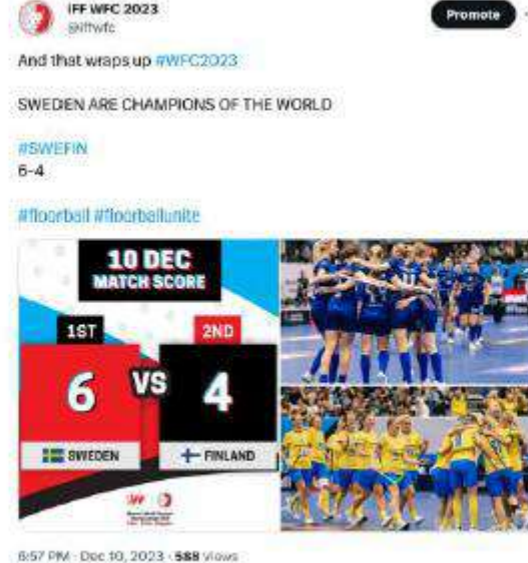 IFF WFC 2023
@iffwfc
Promote
And that wraps up #WFC2023
SWEDEN ARE CHAMPIONS OF THE WORLD
#SWEFIN
6-4
#floorball #floorballunite
10 DEC
MATCH SCORE
1ST
2ND
6
VS
4
SWEDEN
FINLAND
6:57 PM · Dec 10, 2023 · 588 Views